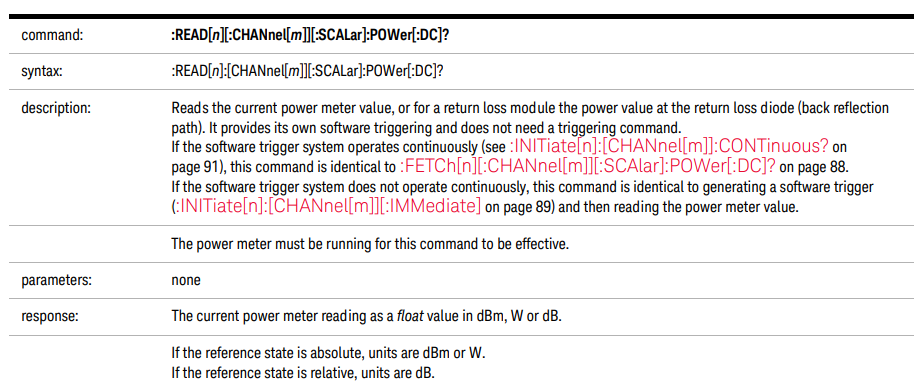 command: :READ[n][:CHANnel[m]][:SCALar]:POWer[:DC]?
syntax: :READ[n]:[CHANnel[m]][:SCALar]:POWer[:DC]?
description: Reads the current power meter value, or for a return loss module the power value at the return loss diode (back reflection
path). It provides its own software triggering and does not need a triggering command.
If the software trigger system operates continuously (see :INITiate[n]:[CHANnel[m]]:CONTinuous? on
page 91), this command is identical to :FETCh[n][:CHANnel[m]][:SCAlar]:POWer[:DC]? on page 88.
If the software trigger system does not operate continuously, this command is identical to generating a software trigger
(:INITiate[n]:[CHANnel[m]][:IMMediate] on page 89) and then reading the power meter value.
The power meter must be running for this command to be effective.
parameters: none
response: The current power meter reading as a float value in dBm, W or dB.
If the reference state is absolute, units are dBm or W.
If the reference state is relative, units are dB.